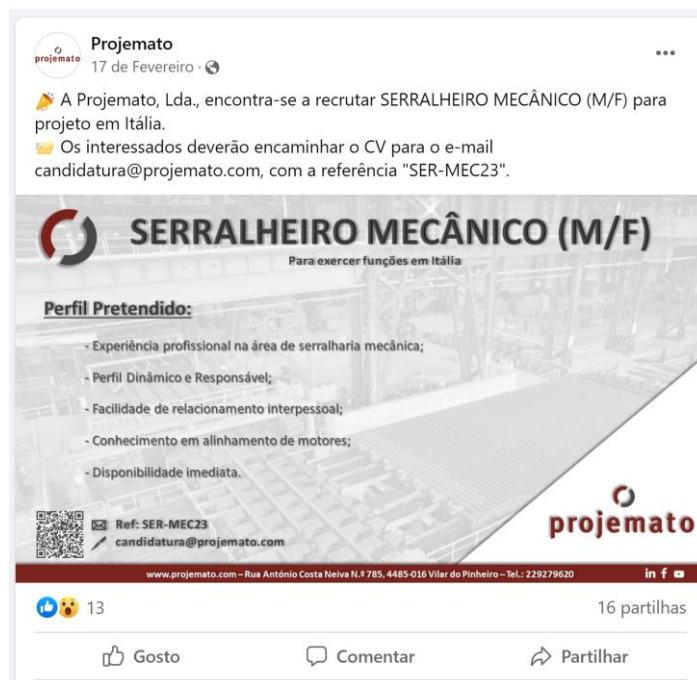 projemato
Projemato
17 de Fevereiro ·
A Projemato, Lda., encontra-se a recrutar SERRALHEIRO MECÂNICO (M/F) para
projeto em Itália.
Os interessados deverão encaminhar o CV para o e-mail
candidatura@projemato.com, com a referência "SER-MEC23".
SERRALHEIRO MECÂNICO (M/F)
Para exercer funções em Itália
Perfil Pretendido:
- Experiência profissional na área de serralharia mecânica;
- Perfil Dinâmico e Responsável;
- Facilidade de relacionamento interpessoal;
- Conhecimento em alinhamento de motores;
- Disponibilidade imediata.
Ref: SER-MEC23
candidatura@projemato.com
projemato
www.projemato.com – Rua António Costa Neiva N.º 785, 4485-016 Vilar do Pinheiro – Tel.: 229279620
in f
13
16 partilhas
Gosto
Comentar
Partilhar